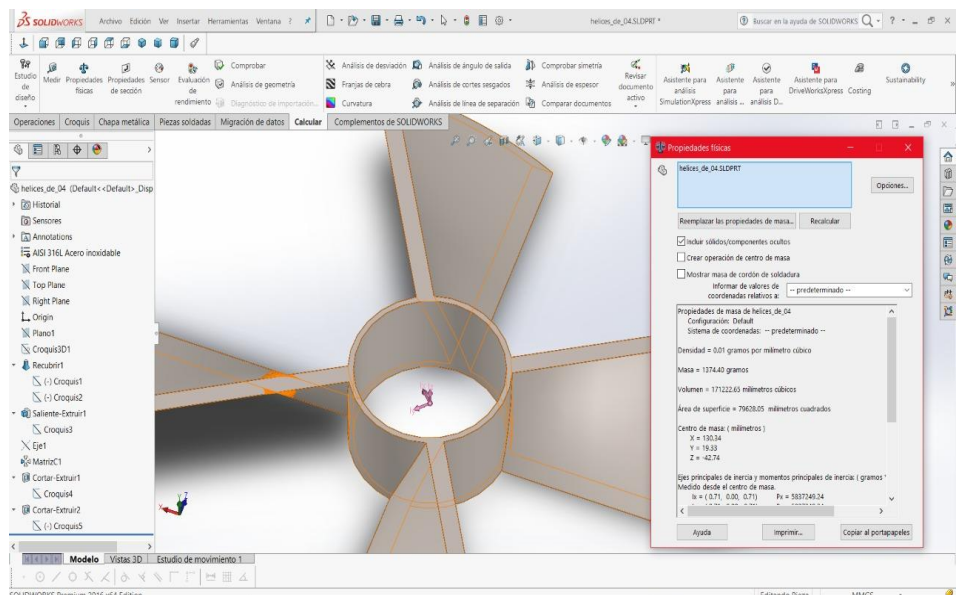 SOLIDWORKS Archivo Edición Ver Insertar Herramientas Ventana ? helices_de_04.SLDPRT * Buscar en la ayuda de SOLIDWORKS
Estudio de diseño
Medir
Propiedades físicas
Propiedades de sección
Sensor
Evaluación de rendimiento
Comprobar
Análisis de geometría
Diagnóstico de importación...
Análisis de desviación
Franjas de cebra
Curvatura
Análisis de ángulo de salida
Análisis de cortes sesgados
Análisis de línea de separación
Comprobar simetría
Análisis de espesor
Comparar documentos
Revisar documento activo
Asistente para análisis SimulationXpress
Asistente para análisis ...
Asistente para análisis D...
Asistente para DriveWorksXpress
Costing
Sustainability
Operaciones Croquis Chapa metálica Piezas soldadas Migración de datos Calcular Complementos de SOLIDWORKS
helices_de_04 (Default<<Default>_Disp
Historial
Sensores
Annotations
AISI 316L Acero inoxidable
Front Plane
Top Plane
Right Plane
Origin
Plano1
Croquis3D1
Recubrir1
(-) Croquis1
(-) Croquis2
Saliente-Extruir1
Croquis3
Eje1
MatrizC1
Cortar-Extruir1
Croquis4
Cortar-Extruir2
(-) Croquis5
Propiedades físicas
helices_de_04.SLDPRT
Opciones...
Reemplazar las propiedades de masa... Recalcular
Incluir sólidos/componentes ocultos
Crear operación de centro de masa
Mostrar masa de cordón de soldadura
Informar de valores de coordenadas relativos a: -- predeterminado --
Propiedades de masa de helices_de_04
Configuración: Default
Sistema de coordenadas: -- predeterminado --
Densidad = 0.01 gramos por milímetro cúbico
Masa = 1374.40 gramos
Volumen = 171222.65 milímetros cúbicos
Área de superficie = 79628.05 milímetros cuadrados
Centro de masa: ( milímetros )
X = 130.34
Y = 19.33
Z = -42.74
Ejes principales de inercia y momentos principales de inercia: ( gramos *
Medido desde el centro de masa.
Ix = ( 0.71, 0.00, 0.71) Px = 5837249.24
Ayuda Imprimir... Copiar al portapapeles
Modelo Vistas 3D Estudio de movimiento 1
SOLIDWORKS Premium 2016 x64 Edition Editando Pieza MMGS